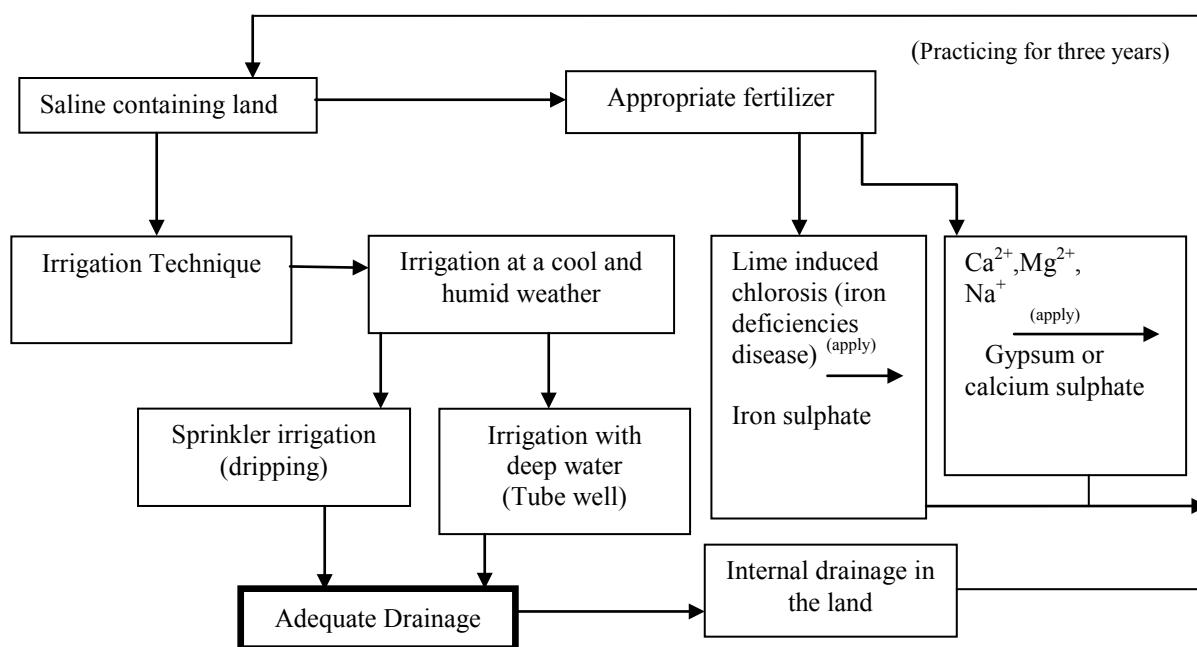 (Practicing for three years)
Saline containing land
Appropriate fertilizer
Irrigation Technique
Irrigation at a cool and
humid weather
Lime induced
chlorosis (iron
deficiencies
disease) (apply)
Iron sulphate
Ca²⁺,Mg²⁺,
Na⁺
(apply)
Gypsum or
calcium sulphate
Sprinkler irrigation
(dripping)
Irrigation with
deep water
(Tube well)
Adequate Drainage
Internal drainage in
the land